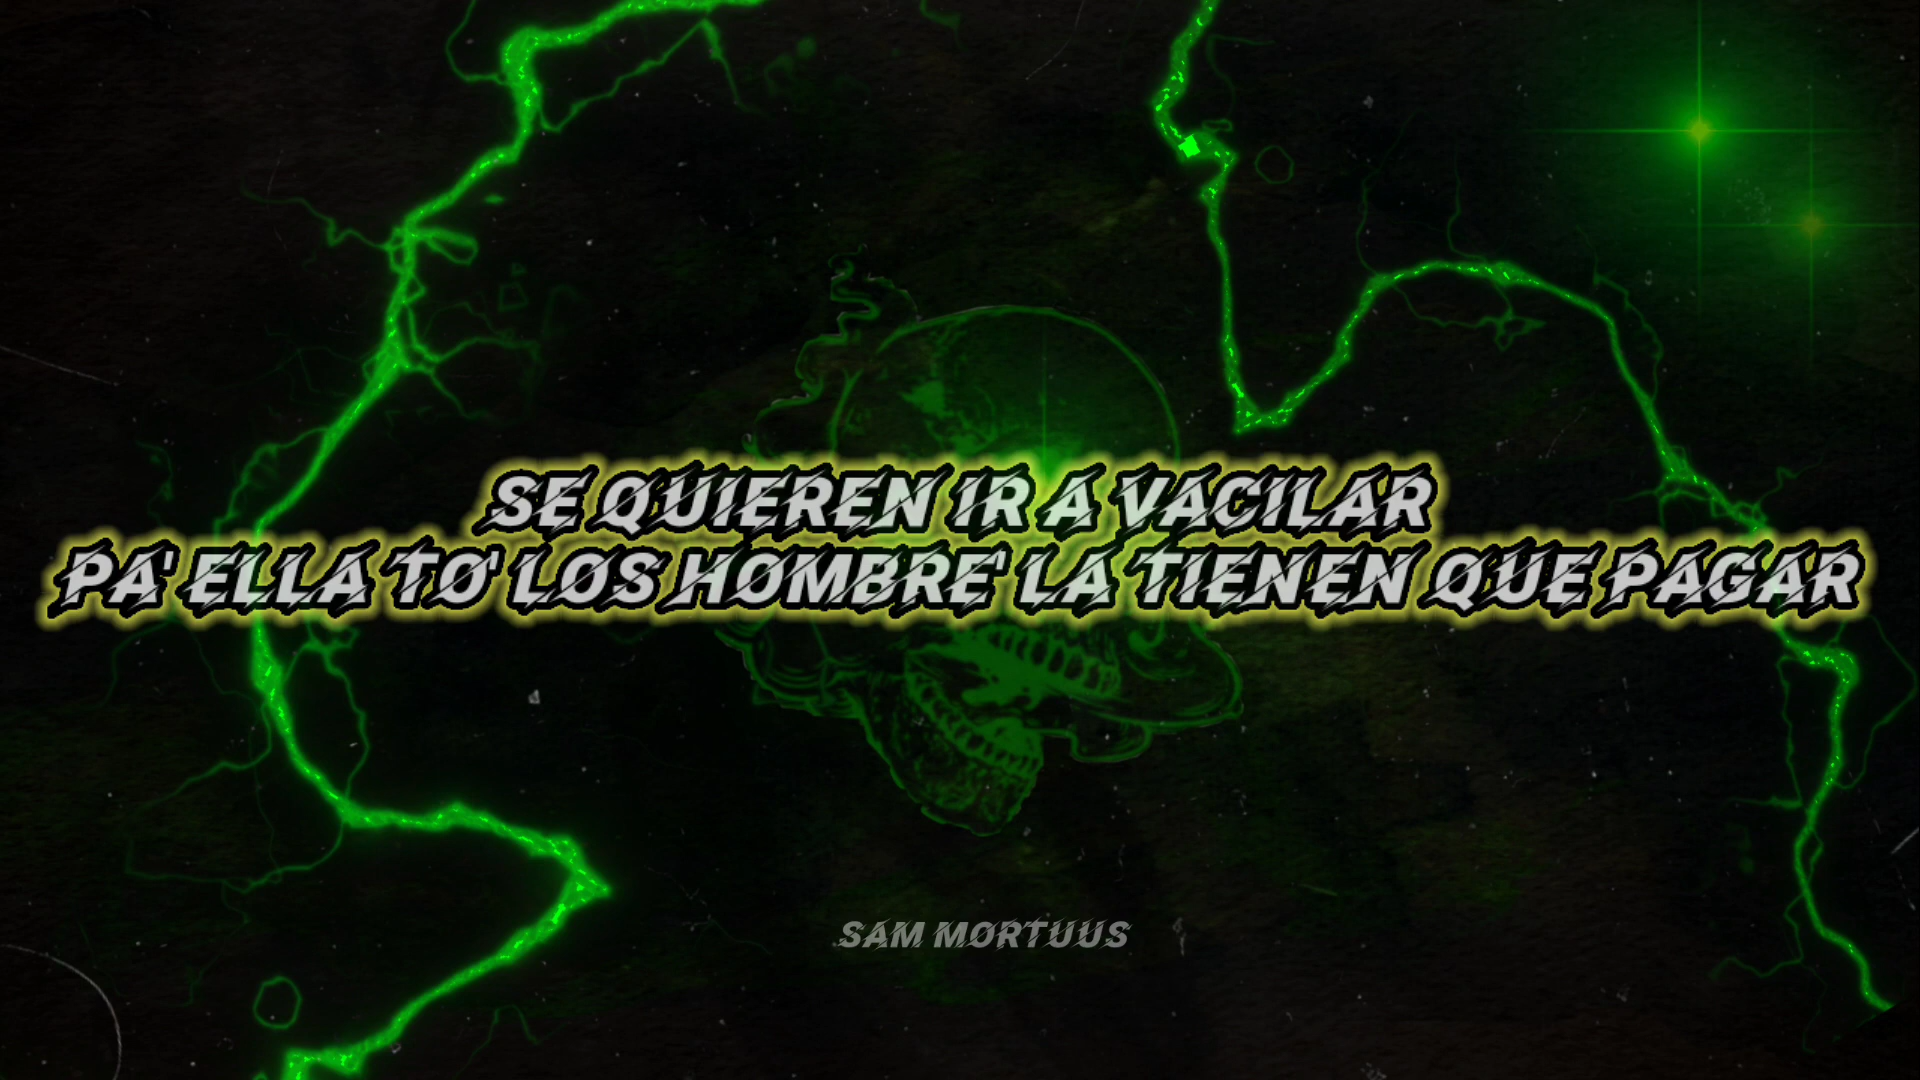 SE QUIEREN IR A VACILAR
PA' ELLA TO' LOS HOMBRE' LA TIENEN QUE PAGAR
SAM MORTUUS